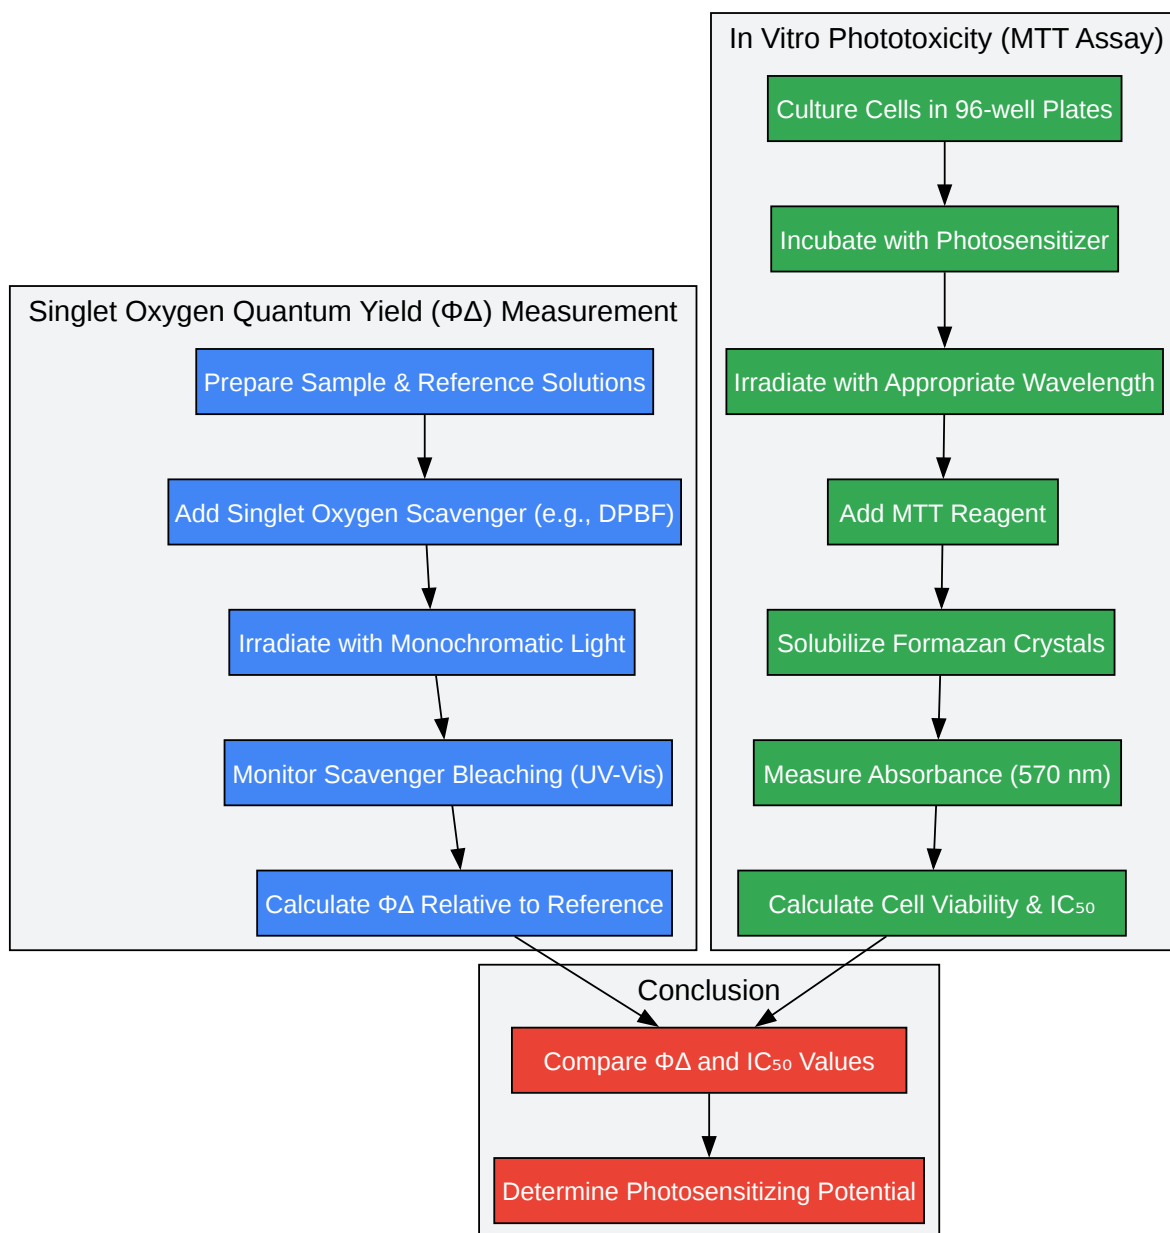 In Vitro Phototoxicity (MTT Assay)
Culture Cells in 96-well Plates
Incubate with Photosensitizer
Irradiate with Appropriate Wavelength
Add MTT Reagent
Solubilize Formazan Crystals
Measure Absorbance (570 nm)
Calculate Cell Viability & IC₅₀
Singlet Oxygen Quantum Yield (ΦΔ) Measurement
Prepare Sample & Reference Solutions
Add Singlet Oxygen Scavenger (e.g., DPBF)
Irradiate with Monochromatic Light
Monitor Scavenger Bleaching (UV-Vis)
Calculate ΦΔ Relative to Reference
Conclusion
Compare ΦΔ and IC₅₀ Values
Determine Photosensitizing Potential